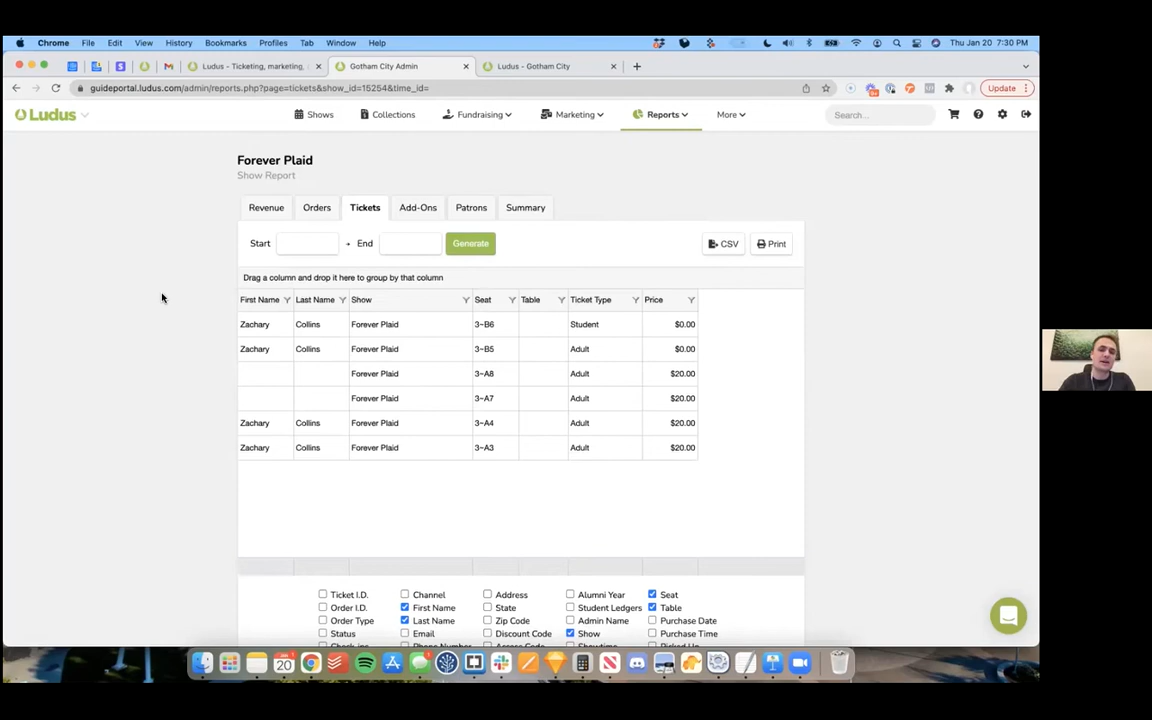 Chrome File Edit View History Bookmarks Profiles Tab Window Help Thu Jan 20 7:30 PM
Ludus - Ticketing, marketing, Gotham City Admin Ludus - Gotham City
guideportal.ludus.com/admin/reports.php?page=tickets&show_id=15254&time_id= Update
Ludus Shows Collections Fundraising Marketing Reports More Search...
Forever Plaid
Show Report
Revenue Orders Tickets Add-Ons Patrons Summary
Start → End Generate CSV Print
Drag a column and drop it here to group by that column
First Name Last Name Show Seat Table Ticket Type Price
Zachary Collins Forever Plaid 3~B6 Student $0.00
Zachary Collins Forever Plaid 3~B5 Adult $0.00
Forever Plaid 3~A8 Adult $20.00
Forever Plaid 3~A7 Adult $20.00
Zachary Collins Forever Plaid 3~A4 Adult $20.00
Zachary Collins Forever Plaid 3~A3 Adult $20.00
Ticket I.D. Channel Address Alumni Year Seat
Order I.D. First Name State Student Ledgers Table
Order Type Last Name Zip Code Admin Name Purchase Date
Status Email Discount Code Show Purchase Time
20